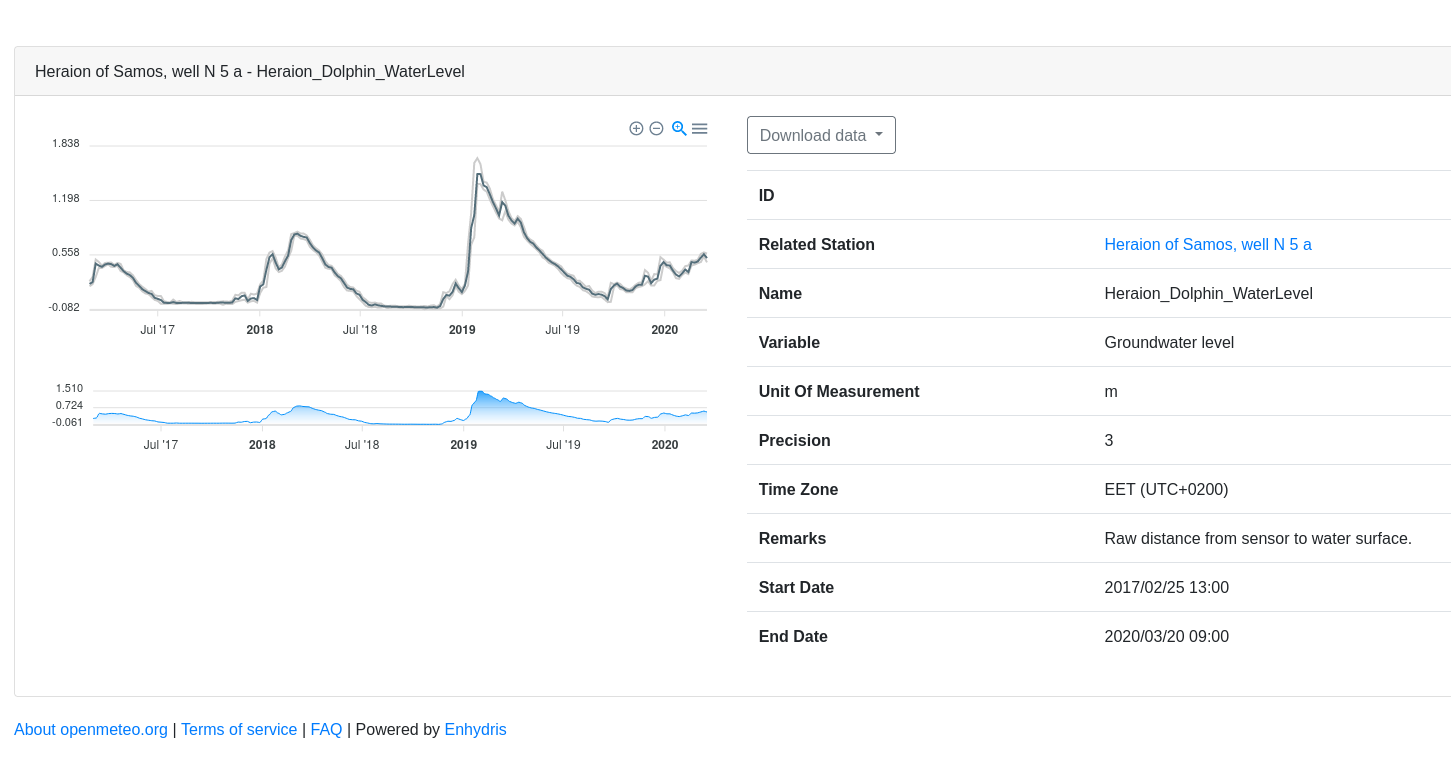 Heraion of Samos, well N 5 a - Heraion_Dolphin_WaterLevel
1.838
1.198
0.558
-0.082
Jul '17 2018 Jul '18 2019 Jul '19 2020
1.510
0.724
-0.061
Jul '17 2018 Jul '18 2019 Jul '19 2020
Download data
ID
Related Station Heraion of Samos, well N 5 a
Name Heraion_Dolphin_WaterLevel
Variable Groundwater level
Unit Of Measurement m
Precision 3
Time Zone EET (UTC+0200)
Remarks Raw distance from sensor to water surface.
Start Date 2017/02/25 13:00
End Date 2020/03/20 09:00
About openmeteo.org | Terms of service | FAQ | Powered by Enhydris